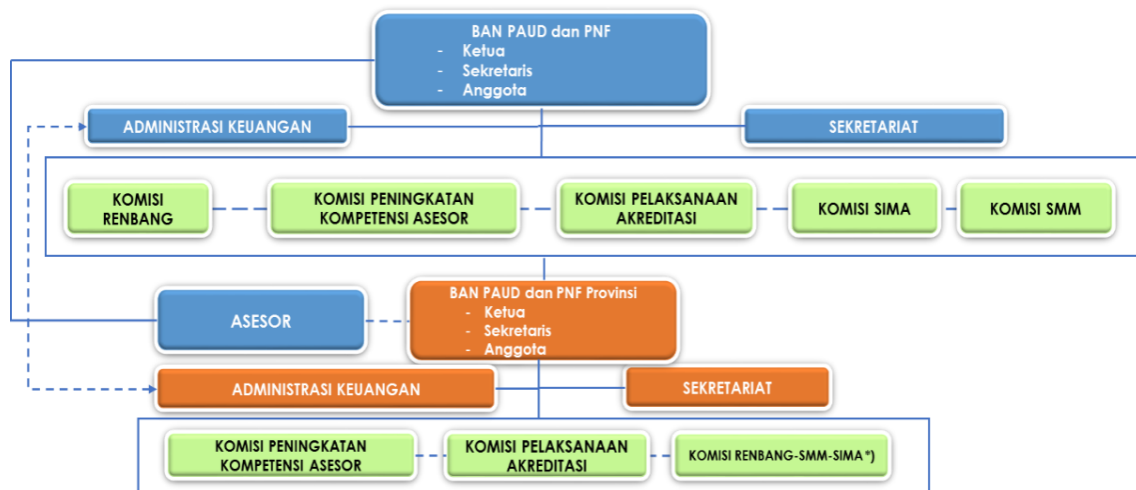 BAN PAUD dan PNF
- Ketua
- Sekretaris
- Anggota
ADMINISTRASI KEUANGAN
SEKRETARIAT
KOMISI
RENBANG
KOMISI PENINGKATAN
KOMPETENSI ASESOR
KOMISI PELAKSANAAN
AKREDITASI
KOMISI SIMA
KOMISI SMM
ASESOR
BAN PAUD dan PNF Provinsi
- Ketua
- Sekretaris
- Anggota
ADMINISTRASI KEUANGAN
SEKRETARIAT
KOMISI PENINGKATAN
KOMPETENSI ASESOR
KOMISI PELAKSANAAN
AKREDITASI
KOMISI RENBANG-SMM-SIMA *)